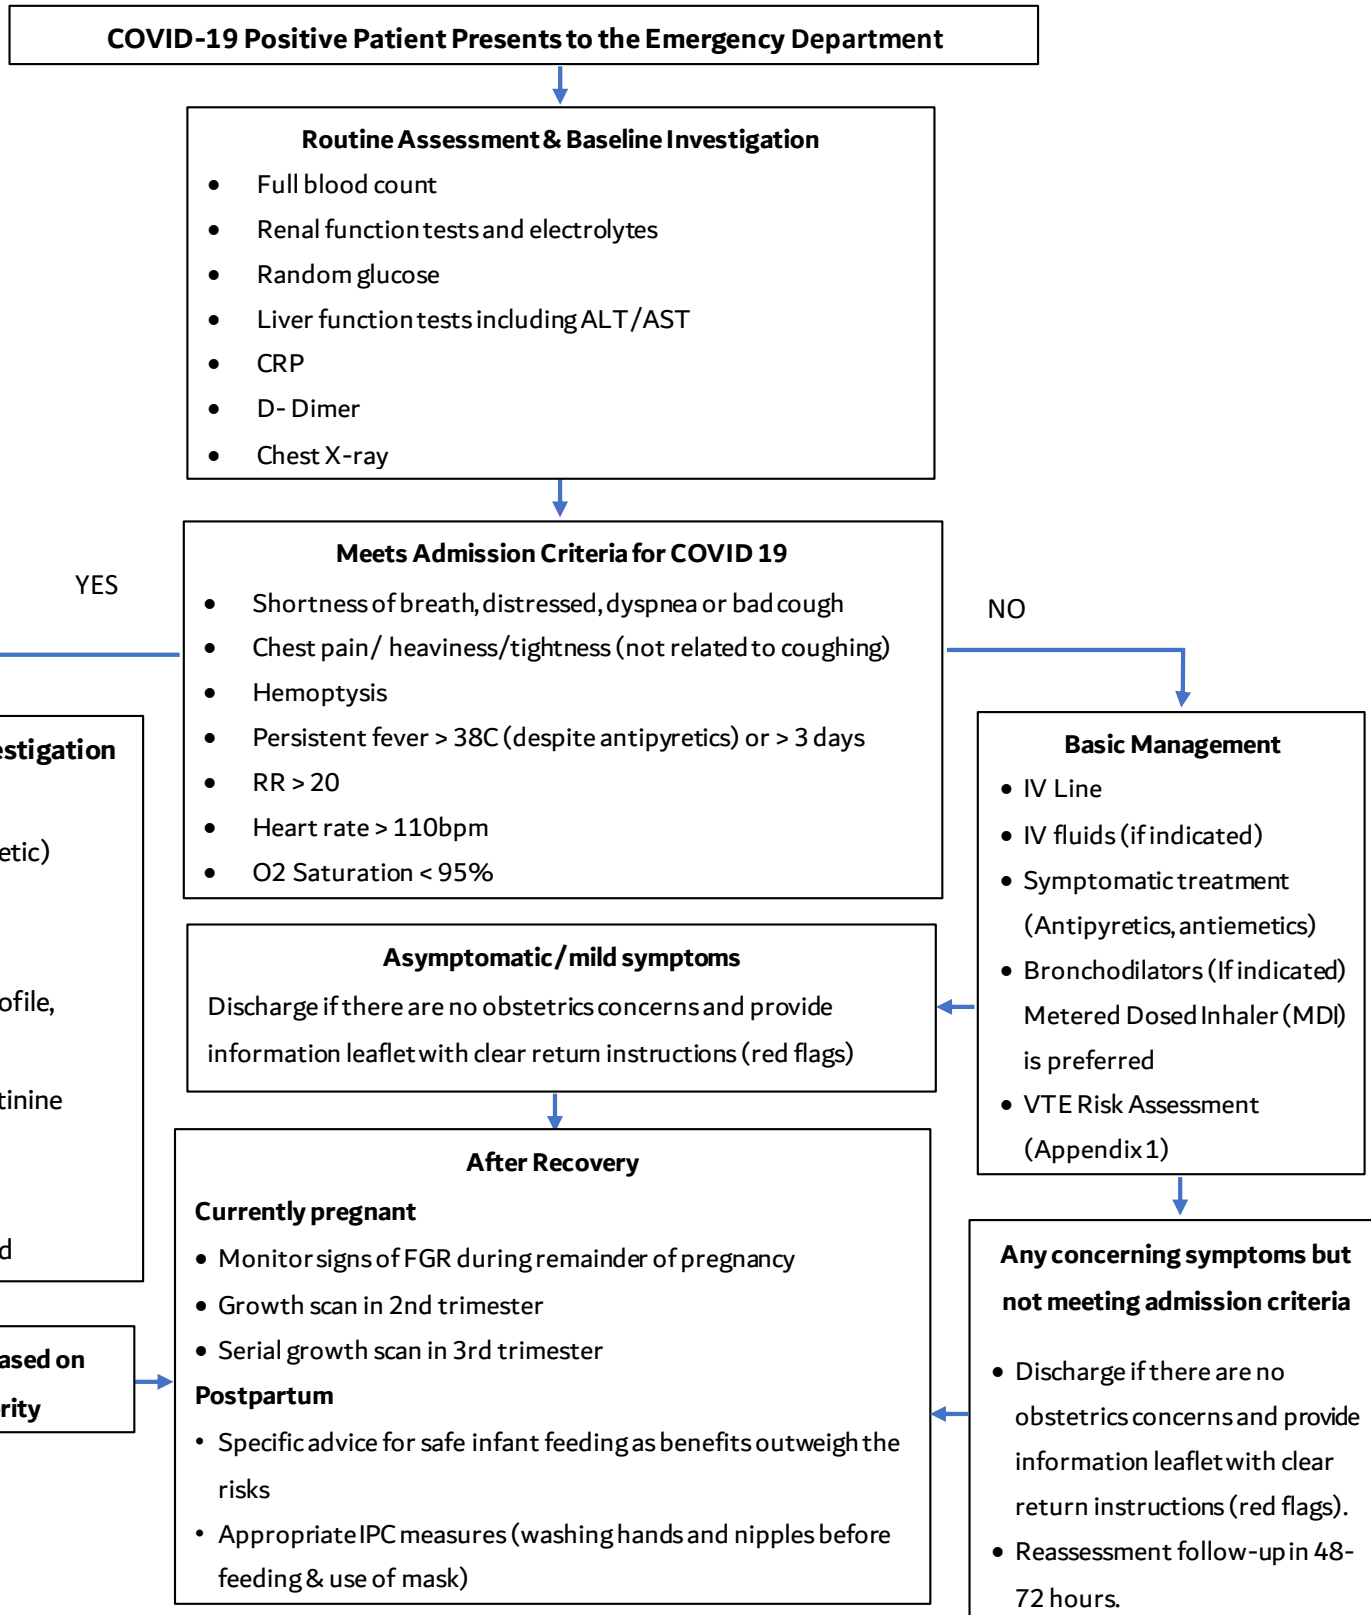 COVID-19 Positive Patient Presents to the Emergency Department
Routine Assessment & Baseline Investigation
• Full blood count
• Renal function tests and electrolytes
• Random glucose
• Liver function tests including ALT/AST
• CRP
• D- Dimer
• Chest X-ray
YES
Meets Admission Criteria for COVID 19
• Shortness of breath, distressed, dyspnea or bad cough
• Chest pain/ heaviness/tightness (not related to coughing)
• Hemoptysis
• Persistent fever > 38C (despite antipyretics) or > 3 days
• RR > 20
• Heart rate > 110bpm
• O2 Saturation < 95%
NO
estigation
etic)
ofile,
tinine
d
Basic Management
• IV Line
• IV fluids (if indicated)
• Symptomatic treatment
(Antipyretics, antiemetics)
• Bronchodilators (If indicated)
Metered Dosed Inhaler (MDI)
is preferred
• VTE Risk Assessment
(Appendix 1)
Asymptomatic/mild symptoms
Discharge if there are no obstetrics concerns and provide
information leaflet with clear return instructions (red flags)
ased on
rity
After Recovery
Currently pregnant
• Monitor signs of FGR during remainder of pregnancy
• Growth scan in 2nd trimester
• Serial growth scan in 3rd trimester
Postpartum
• Specific advice for safe infant feeding as benefits outweigh the
risks
• Appropriate IPC measures (washing hands and nipples before
feeding & use of mask)
Any concerning symptoms but
not meeting admission criteria
• Discharge if there are no
obstetrics concerns and provide
information leaflet with clear
return instructions (red flags).
• Reassessment follow-up in 48-
72 hours.